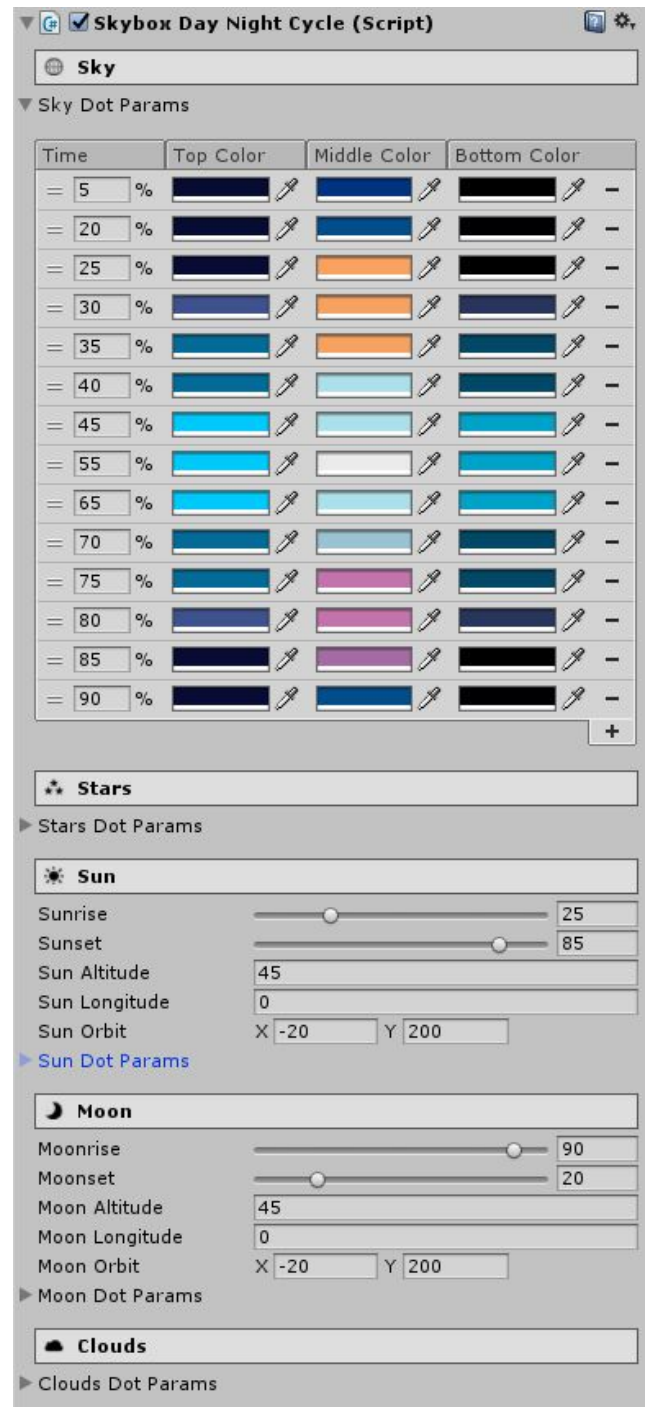 Skybox Day Night Cycle (Script)
Sky
Sky Dot Params
Time Top Color Middle Color Bottom Color
= 5 % –
= 20 % –
= 25 % –
= 30 % –
= 35 % –
= 40 % –
= 45 % –
= 55 % –
= 65 % –
= 70 % –
= 75 % –
= 80 % –
= 85 % –
= 90 % –
+
Stars
Stars Dot Params
Sun
Sunrise 25
Sunset 85
Sun Altitude 45
Sun Longitude 0
Sun Orbit X -20 Y 200
Sun Dot Params
Moon
Moonrise 90
Moonset 20
Moon Altitude 45
Moon Longitude 0
Moon Orbit X -20 Y 200
Moon Dot Params
Clouds
Clouds Dot Params